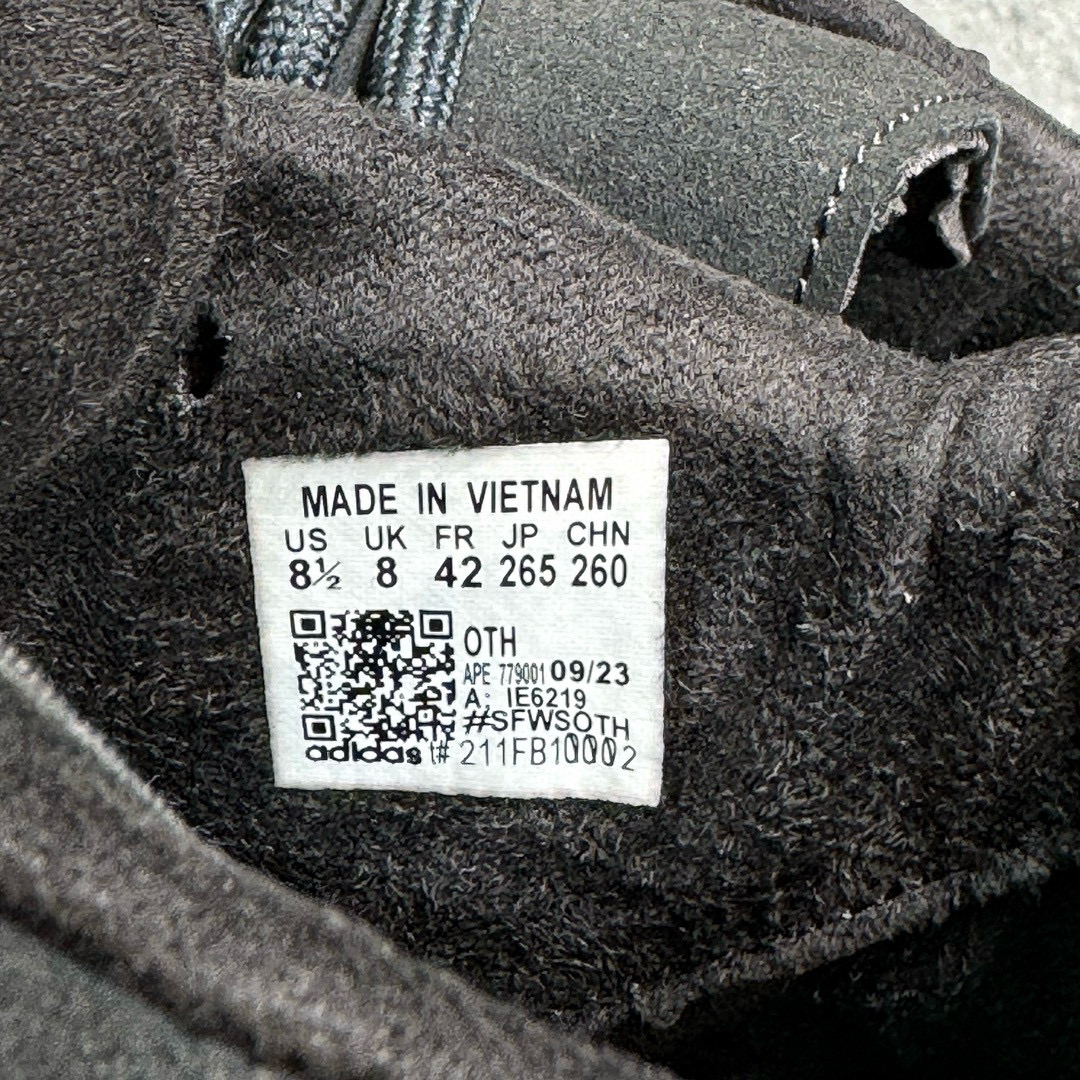 MADE IN VIETNAM
US UK FR JP CHN
8½ 8 42 265 260
OTH
APE 779001 09/23
A: IE6219
#SFWSOTH
adidas t# 211FB10002